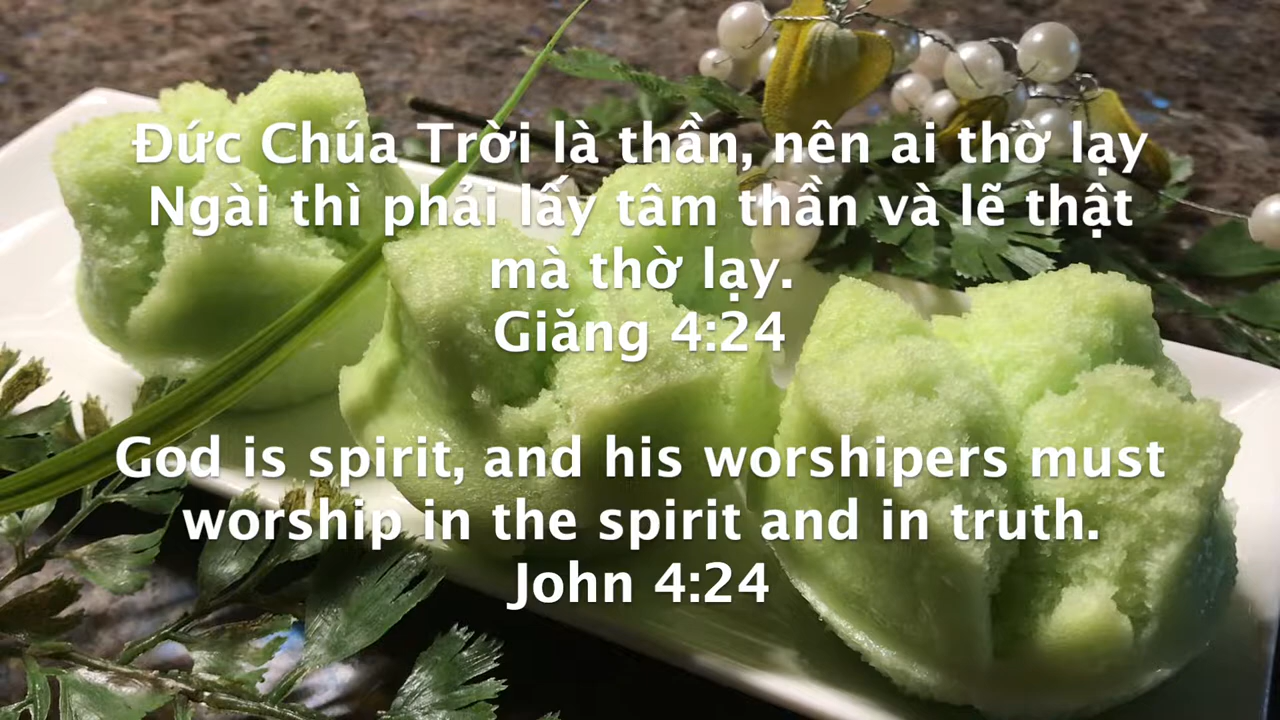 Đức Chúa Trời là thần, nên ai thờ lạy
Ngài thì phải lấy tâm thần và lẽ thật
mà thờ lạy.
Giăng 4:24
God is spirit, and his worshipers must
worship in the spirit and in truth.
John 4:24